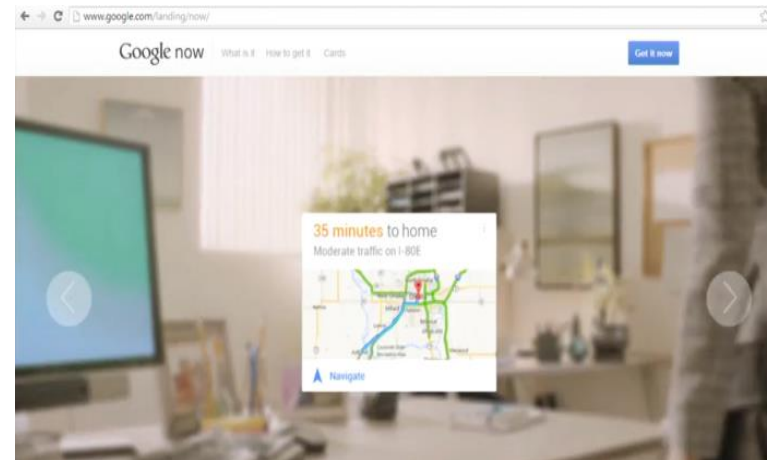 www.google.com/landing/now/
Google now What is it How to get it Cards Get it now
35 minutes to home
Moderate traffic on I-80E
Navigate